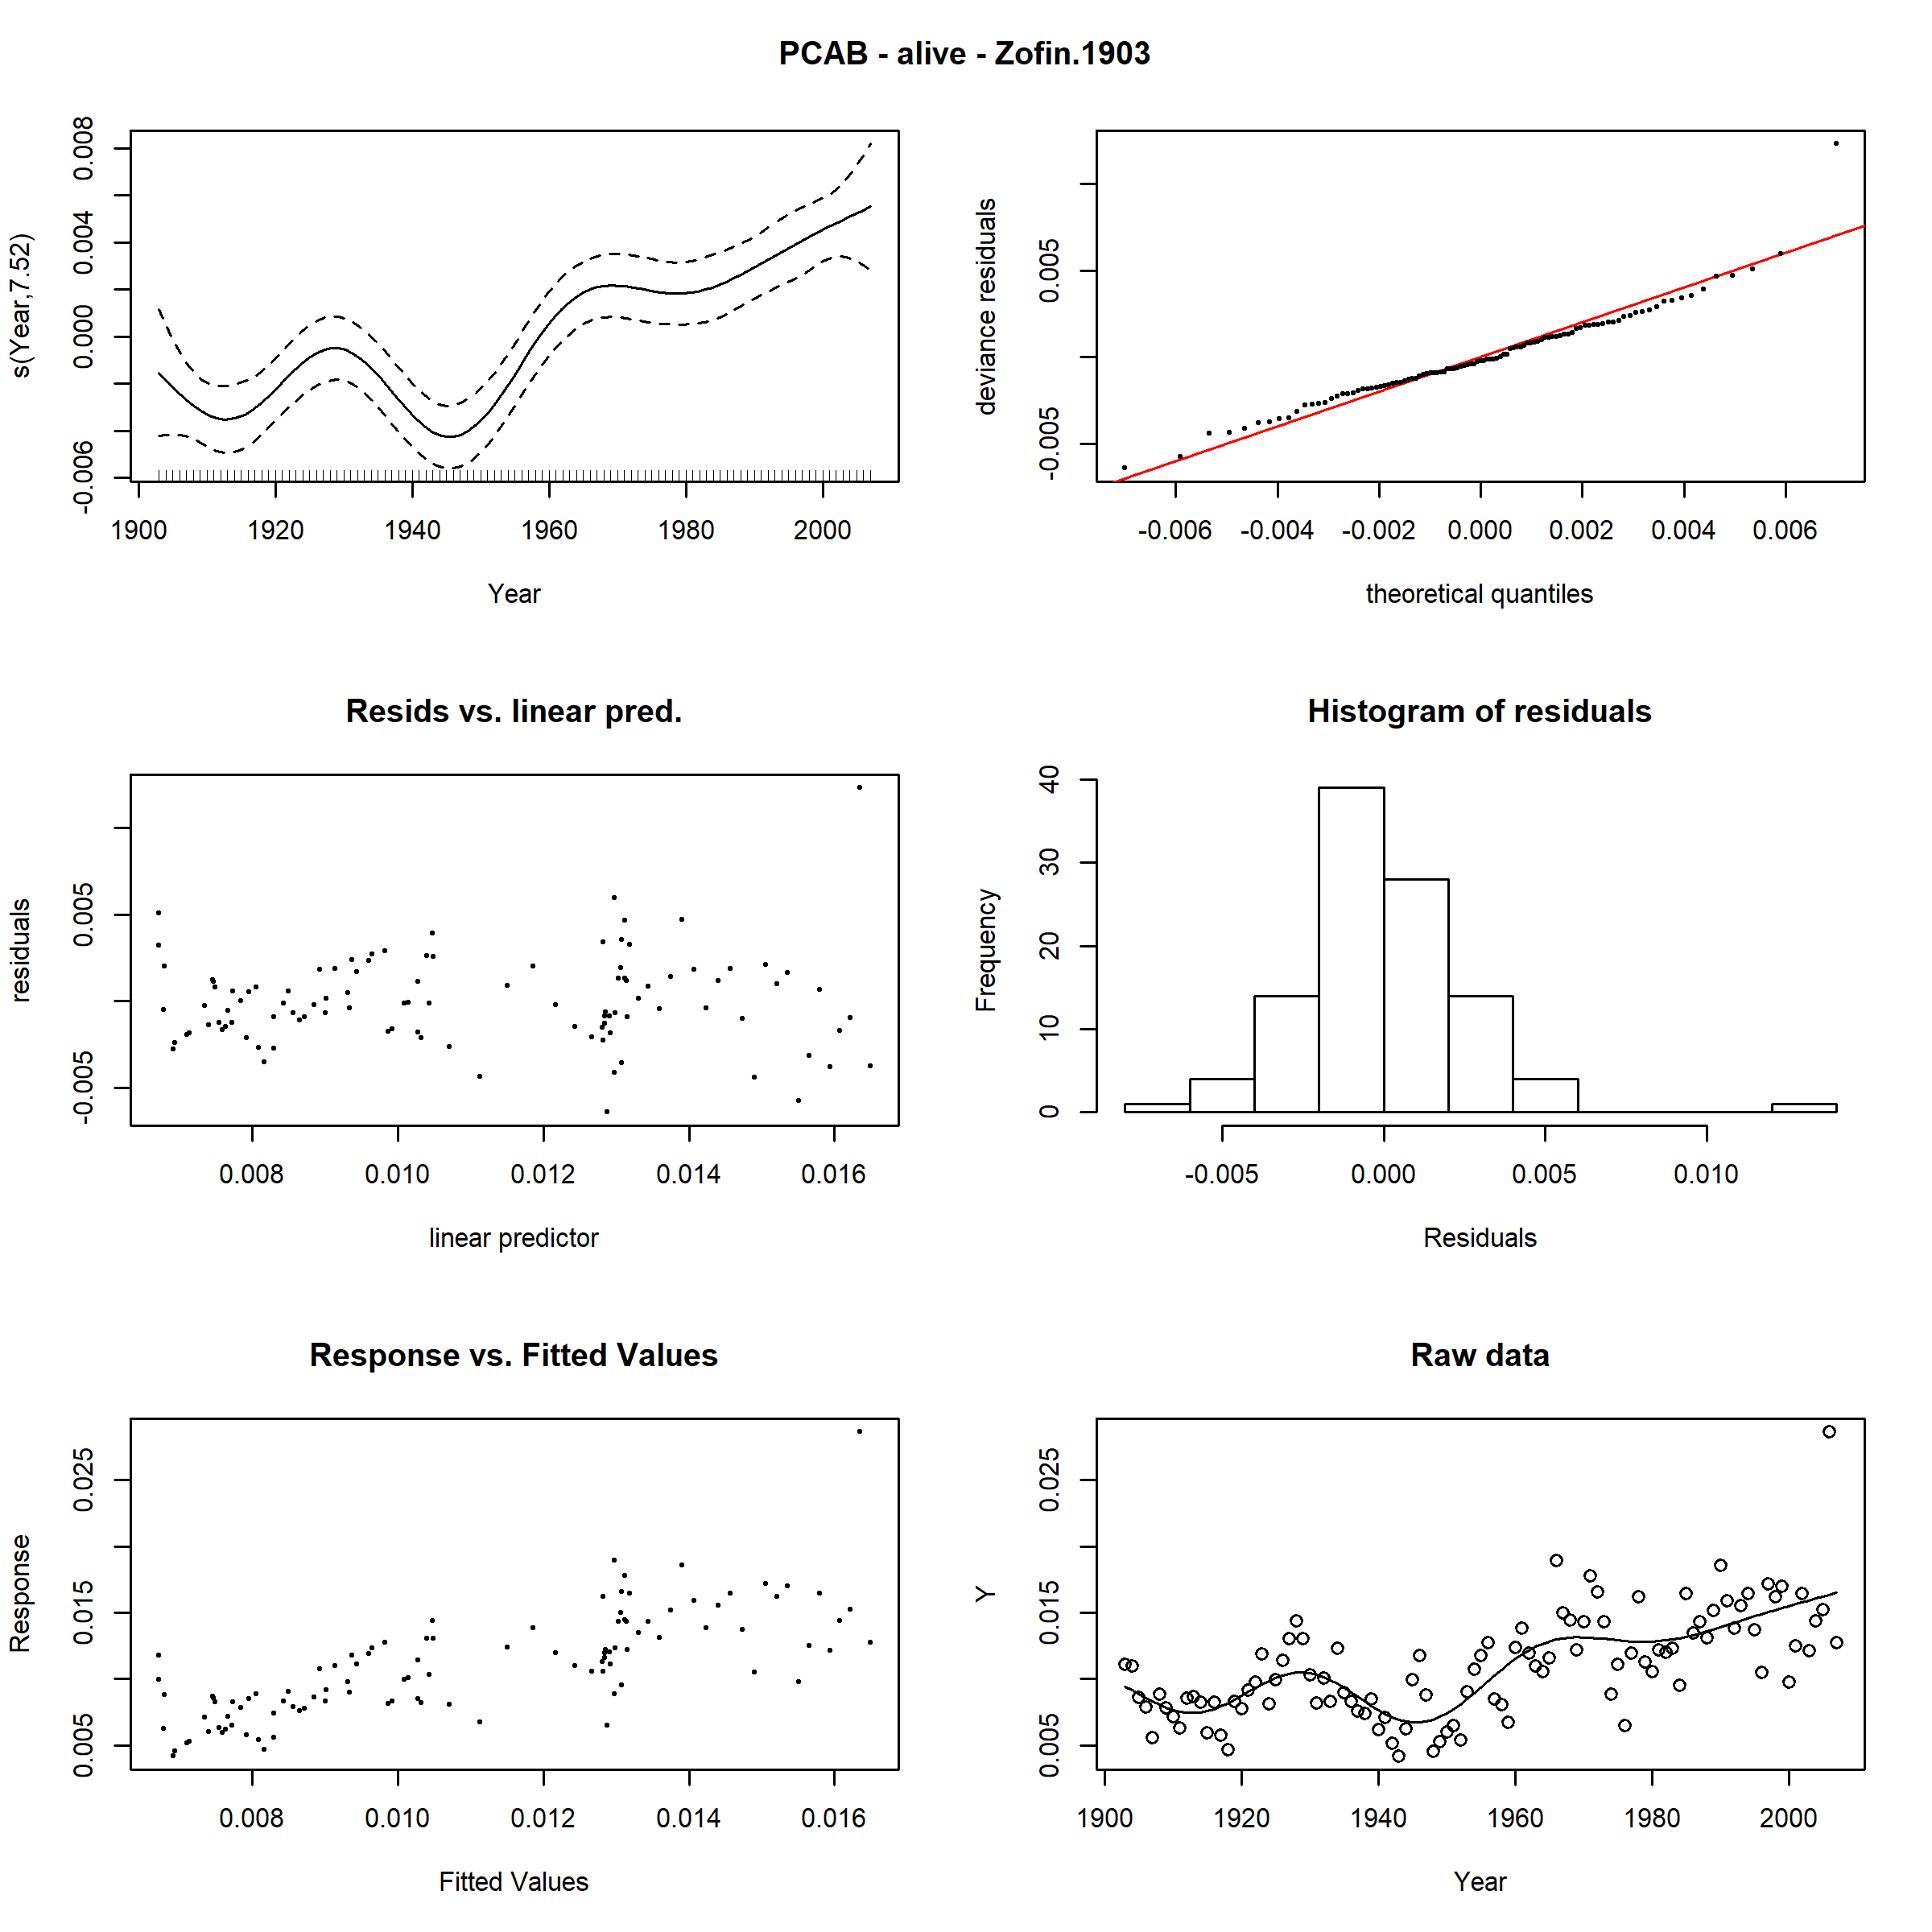 PCAB - alive - Zofin.1903
s(Year,7.52)
-0.006 0.000 0.004 0.008
1900 1920 1940 1960 1980 2000
Year
deviance residuals
-0.005 0.005
-0.006 -0.004 -0.002 0.000 0.002 0.004 0.006
theoretical quantiles
Resids vs. linear pred.
residuals
-0.005 0.005
0.008 0.010 0.012 0.014 0.016
linear predictor
Histogram of residuals
Frequency
0 10 20 30 40
-0.005 0.000 0.005 0.010
Residuals
Response vs. Fitted Values
Response
0.005 0.015 0.025
0.008 0.010 0.012 0.014 0.016
Fitted Values
Raw data
Y
0.005 0.015 0.025
1900 1920 1940 1960 1980 2000
Year